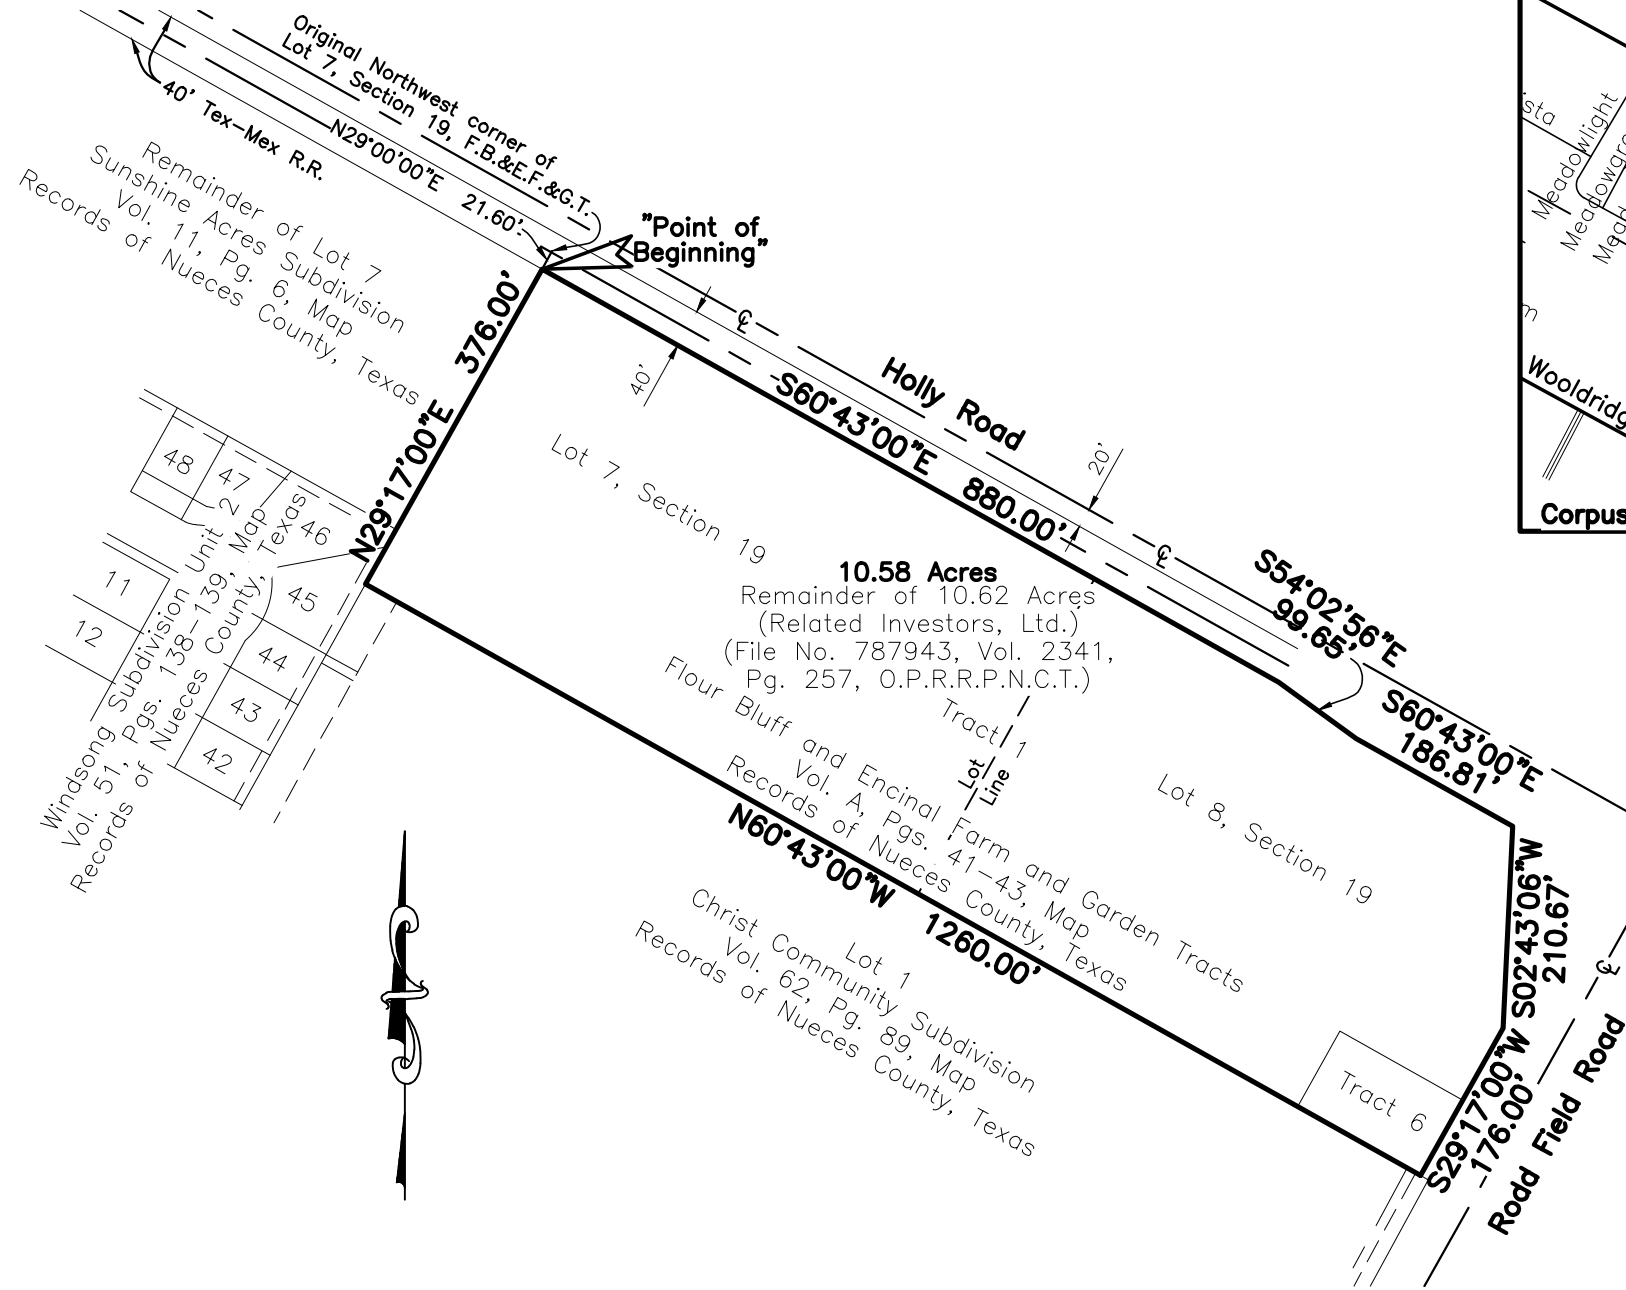 Original Northwest corner of
Lot 7, Section 19, F.B.&E.F.&G.T.
N29°00'00"E 21.60'
40' Tex-Mex R.R.
"Point of
Beginning"
Remainder of Lot 7
Sunshine Acres Subdivision
Vol. 11, Pg. 6, Map
Records of Nueces County, Texas
N29°17'00"E 376.00'
40'
℄
Holly Road
S60°43'00"E 880.00'
20'
℄
S54°02'56"E
99.65'
S60°43'00"E
186.81'
S02°43'06"W
210.67'
S29°17'00"W
176.00'
℄
Rodd Field Road
Lot 7, Section 19
10.58 Acres
Remainder of 10.62 Acres
(Related Investors, Ltd.)
(File No. 787943, Vol. 2341,
Pg. 257, O.P.R.R.P.N.C.T.)
Tract 1
Lot
Line
Flour Bluff and Encinal Farm and Garden Tracts
Vol. A, Pgs. 41-43, Map
Records of Nueces County, Texas
Lot 8, Section 19
Tract 6
N60°43'00"W 1260.00'
Lot 1
Christ Community Subdivision
Vol. 62, Pg. 89, Map
Records of Nueces County, Texas
48
47
46
45
44
43
42
11
12
Windsong Subdivision Unit 2
Vol. 51, Pgs. 138-139, Map
Records of Nueces County, Texas
ista
Meadowlight
Wooldridg
Corpus